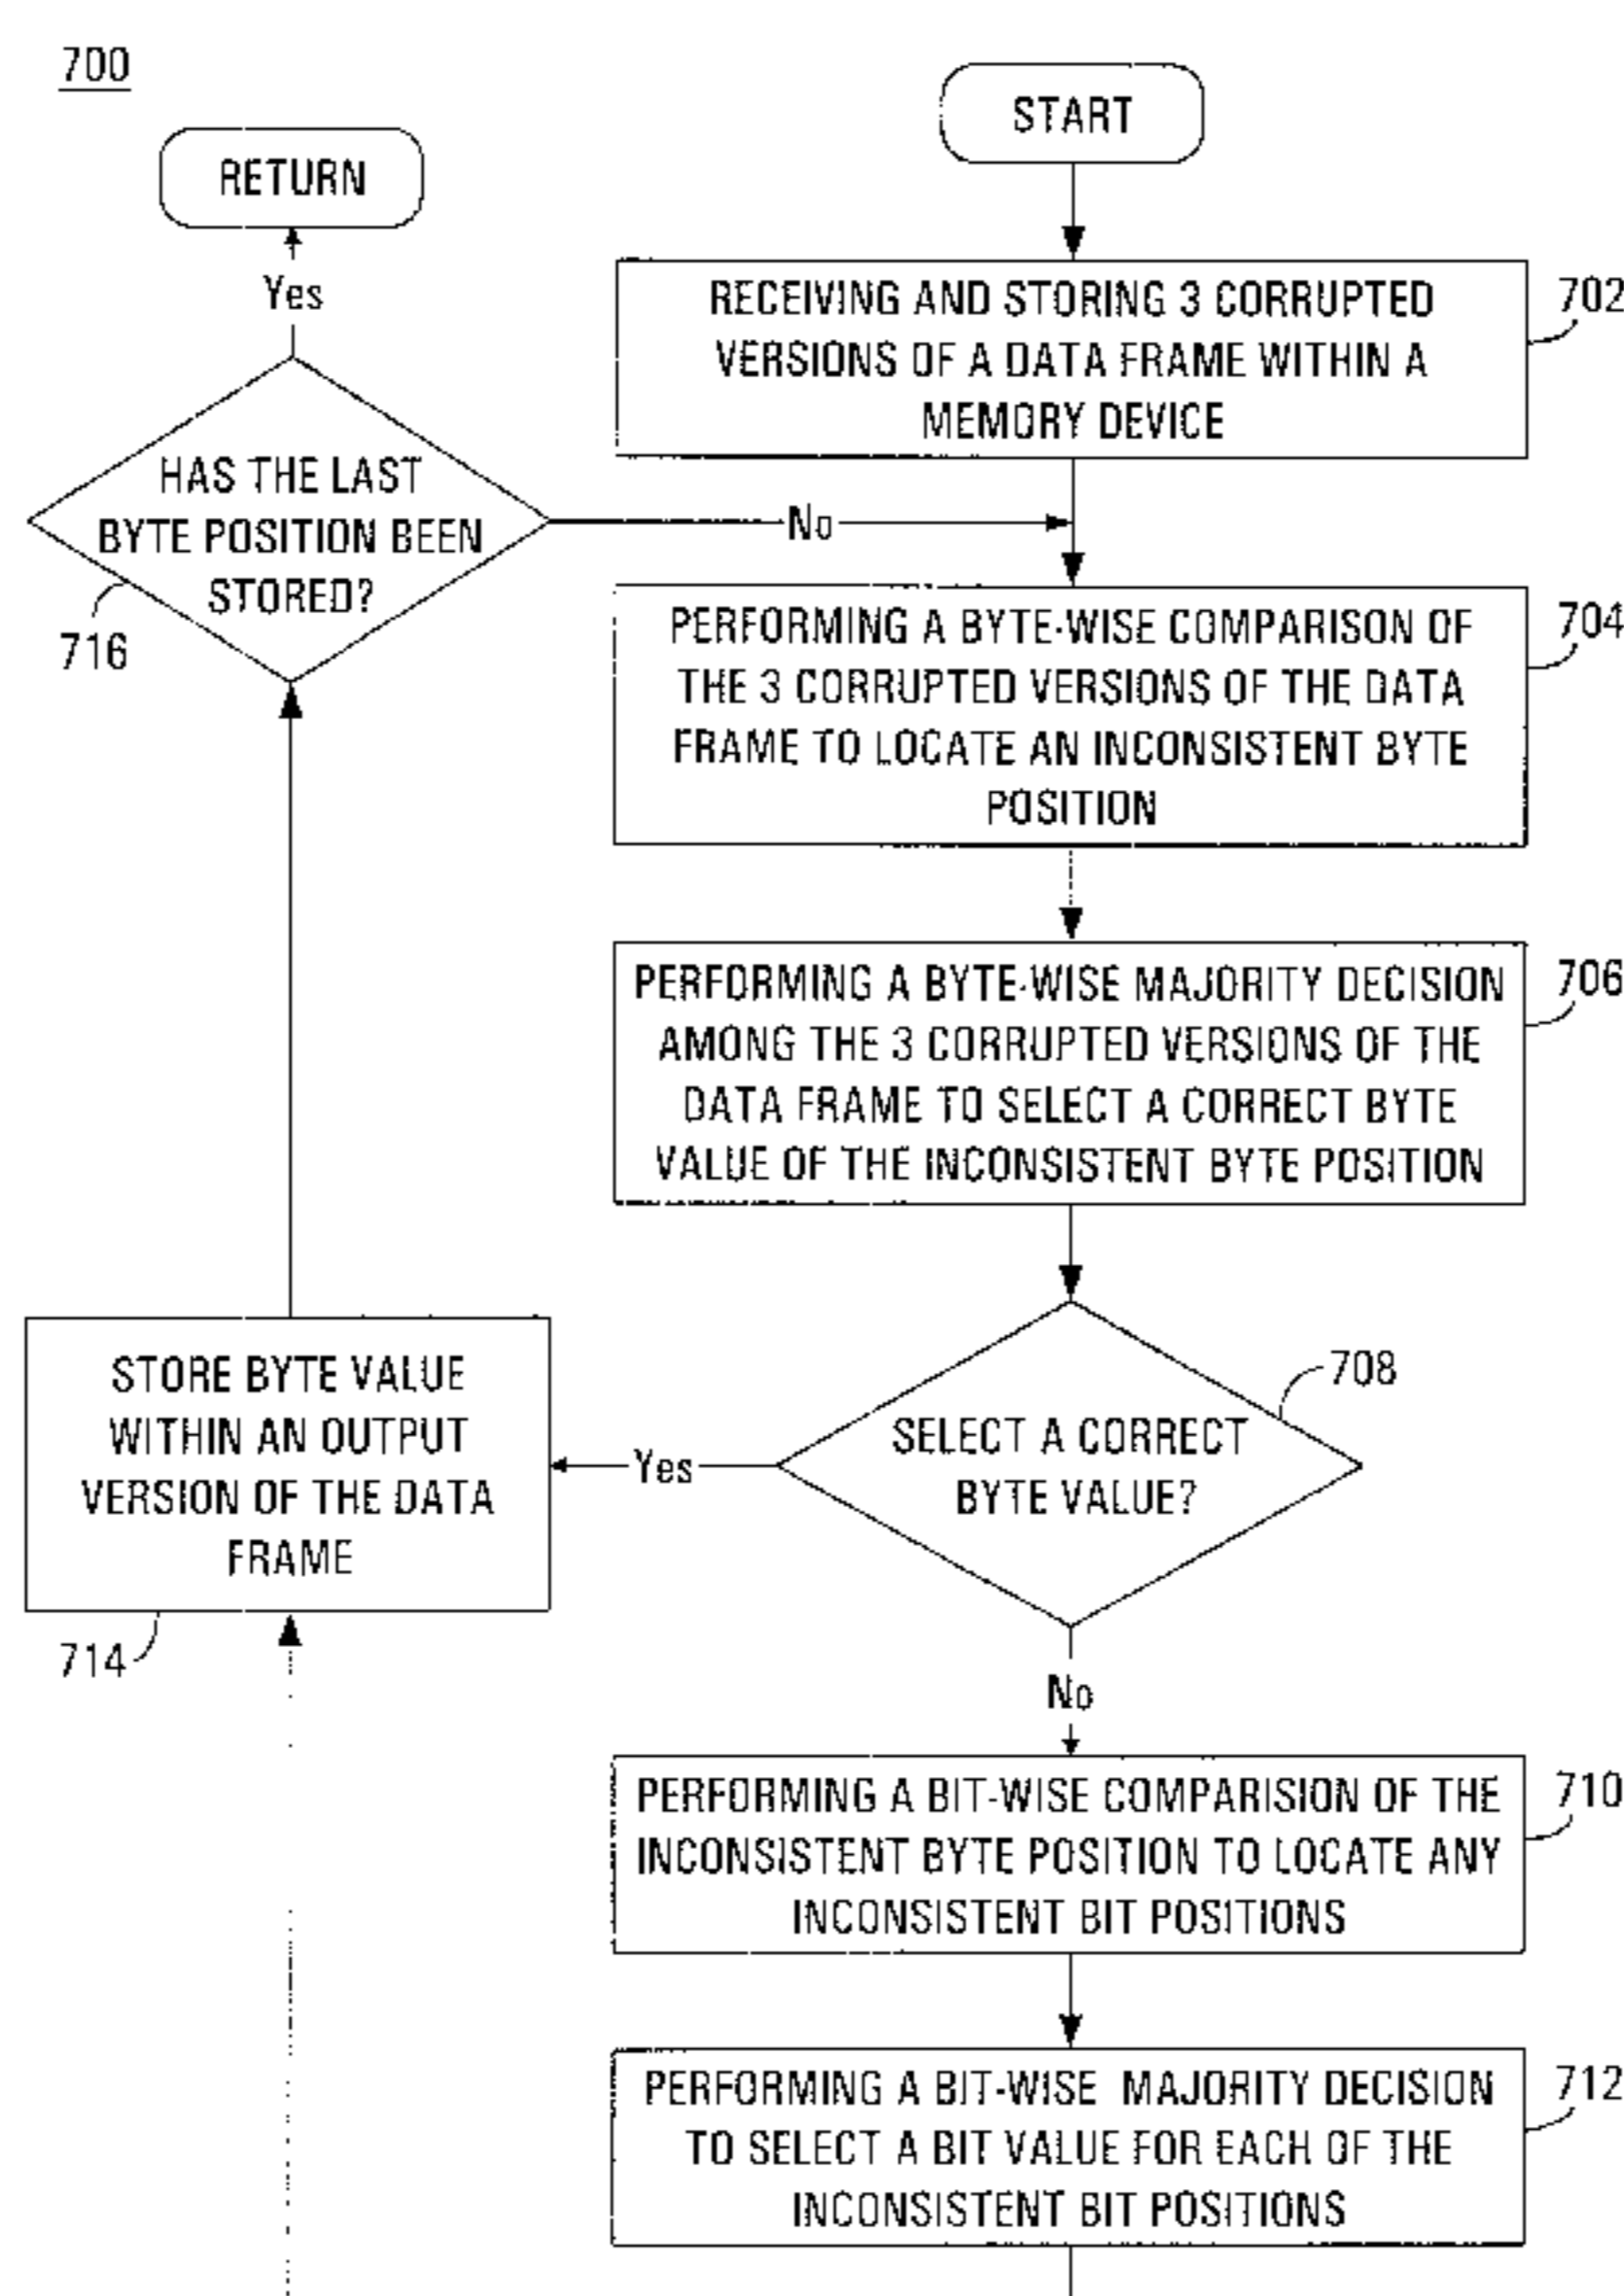 700
START
RETURN
Yes
RECEIVING AND STORING 3 CORRUPTED
VERSIONS OF A DATA FRAME WITHIN A
MEMORY DEVICE
702
HAS THE LAST
BYTE POSITION BEEN
STORED?
716
No
PERFORMING A BYTE-WISE COMPARISON OF
THE 3 CORRUPTED VERSIONS OF THE DATA
FRAME TO LOCATE AN INCONSISTENT BYTE
POSITION
704
PERFORMING A BYTE-WISE MAJORITY DECISION
AMONG THE 3 CORRUPTED VERSIONS OF THE
DATA FRAME TO SELECT A CORRECT BYTE
VALUE OF THE INCONSISTENT BYTE POSITION
706
SELECT A CORRECT
BYTE VALUE?
708
Yes
STORE BYTE VALUE
WITHIN AN OUTPUT
VERSION OF THE DATA
FRAME
714
No
PERFORMING A BIT-WISE COMPARISION OF THE
INCONSISTENT BYTE POSITION TO LOCATE ANY
INCONSISTENT BIT POSITIONS
710
PERFORMING A BIT-WISE MAJORITY DECISION
TO SELECT A BIT VALUE FOR EACH OF THE
INCONSISTENT BIT POSITIONS
712